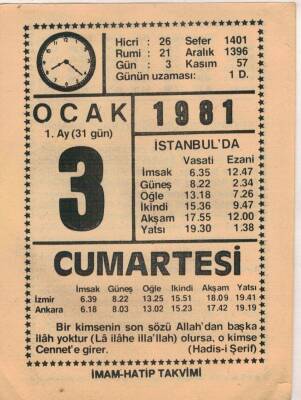 Hicri : 26 Sefer 1401
Rumi : 21 Aralık 1396
Gün : 3 Kasım 57
Günün uzaması: 1 D.
OCAK 1981
1. Ay (31 gün)
3
İSTANBUL'DA
Vasati Ezani
İmsak 6.35 12.47
Güneş 8.22 2.34
Öğle 13.18 7.26
İkindi 15.36 9.47
Akşam 17.55 12.00
Yatsı 19.30 1.38
CUMARTESİ
İmsak Güneş Öğle İkindi Akşam Yatsı
İzmir 6.39 8.22 13.25 15.51 18.09 19.41
Ankara 6.18 8.03 13.02 15.23 17.42 19.19
Bir kimsenin son sözü Allah'dan başka
ilâh yoktur (Lâ ilâhe illa'llah) olursa, o kimse
Cennet'e girer. (Hadis-i Şerif)
İMAM-HATİP TAKVİMİ